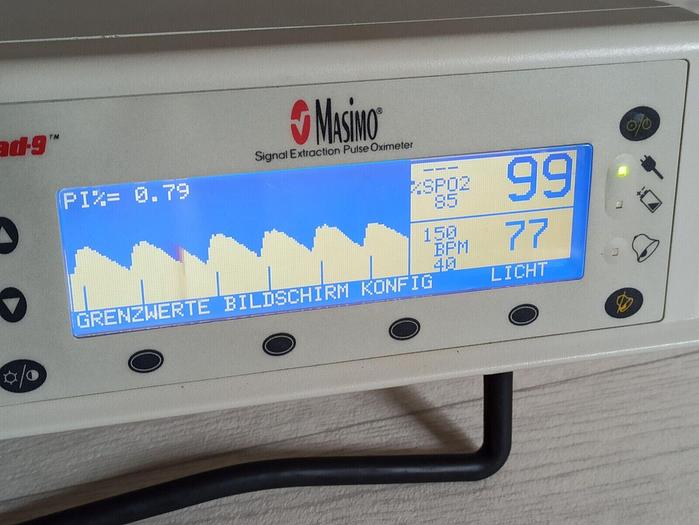 MASIMO®
ad-9™
Signal Extraction Pulse Oximeter
PI%= 0.79
---
%SPO2 99
85
150
BPM 77
40
GRENZWERTE BILDSCHIRM KONFIG LICHT